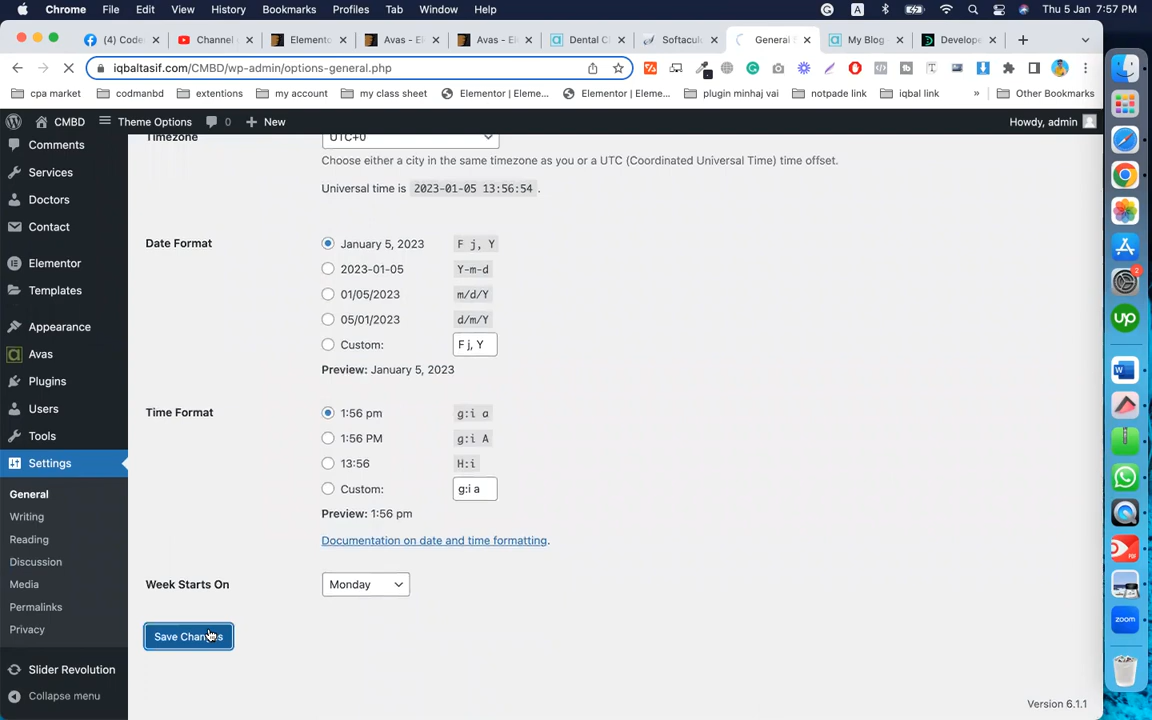 Chrome File Edit View History Bookmarks Profiles Tab Window Help A Thu 5 Jan 7:57 PM
(4) Code Channel Elemento Avas - E Avas - E Dental C Softacul General My Blog Develope
iqbaltasif.com/CMBD/wp-admin/options-general.php
cpa market codmanbd extentions my account my class sheet Elementor | Eleme... Elementor | Eleme... plugin minhaj vai notpade link iqbal link » Other Bookmarks
CMBD Theme Options 0 New Howdy, admin
Comments
Services
Doctors
Contact
Elementor
Templates
Appearance
Avas
Plugins
Users
Tools
Settings
General
Writing
Reading
Discussion
Media
Permalinks
Privacy
Slider Revolution
Collapse menu
Timezone UTC+0
Choose either a city in the same timezone as you or a UTC (Coordinated Universal Time) time offset.
Universal time is 2023-01-05 13:56:54 .
Date Format January 5, 2023 F j, Y
2023-01-05 Y-m-d
01/05/2023 m/d/Y
05/01/2023 d/m/Y
Custom: F j, Y
Preview: January 5, 2023
Time Format 1:56 pm g:i a
1:56 PM g:i A
13:56 H:i
Custom: g:i a
Preview: 1:56 pm
Documentation on date and time formatting.
Week Starts On Monday
Save Changes
Version 6.1.1
2
up
W
PDF
zoom